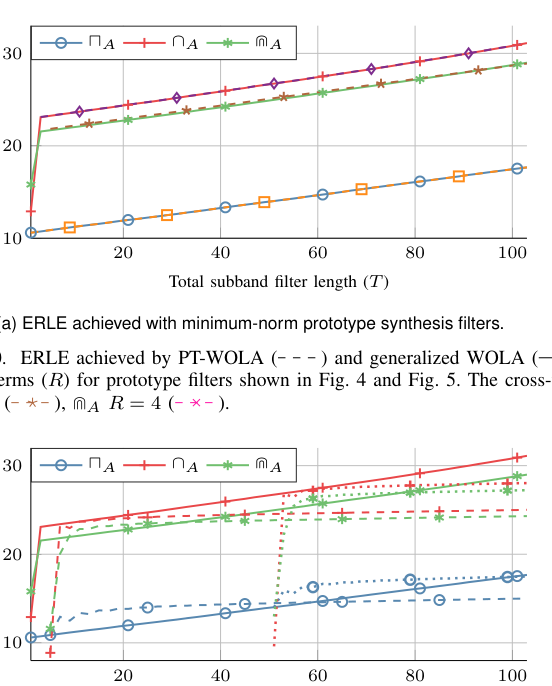 ⊓A ∩A ⋒A
30
20
10
20 40 60 80 100
Total subband filter length (T)
(a) ERLE achieved with minimum-norm prototype synthesis filters.
. ERLE achieved by PT-WOLA (- - -) and generalized WOLA (—
erms (R) for prototype filters shown in Fig. 4 and Fig. 5. The cross-
(-⋆-), ⋒A R = 4 (-×-).
⊓A ∩A ⋒A
30
20
10
20 40 60 80 100